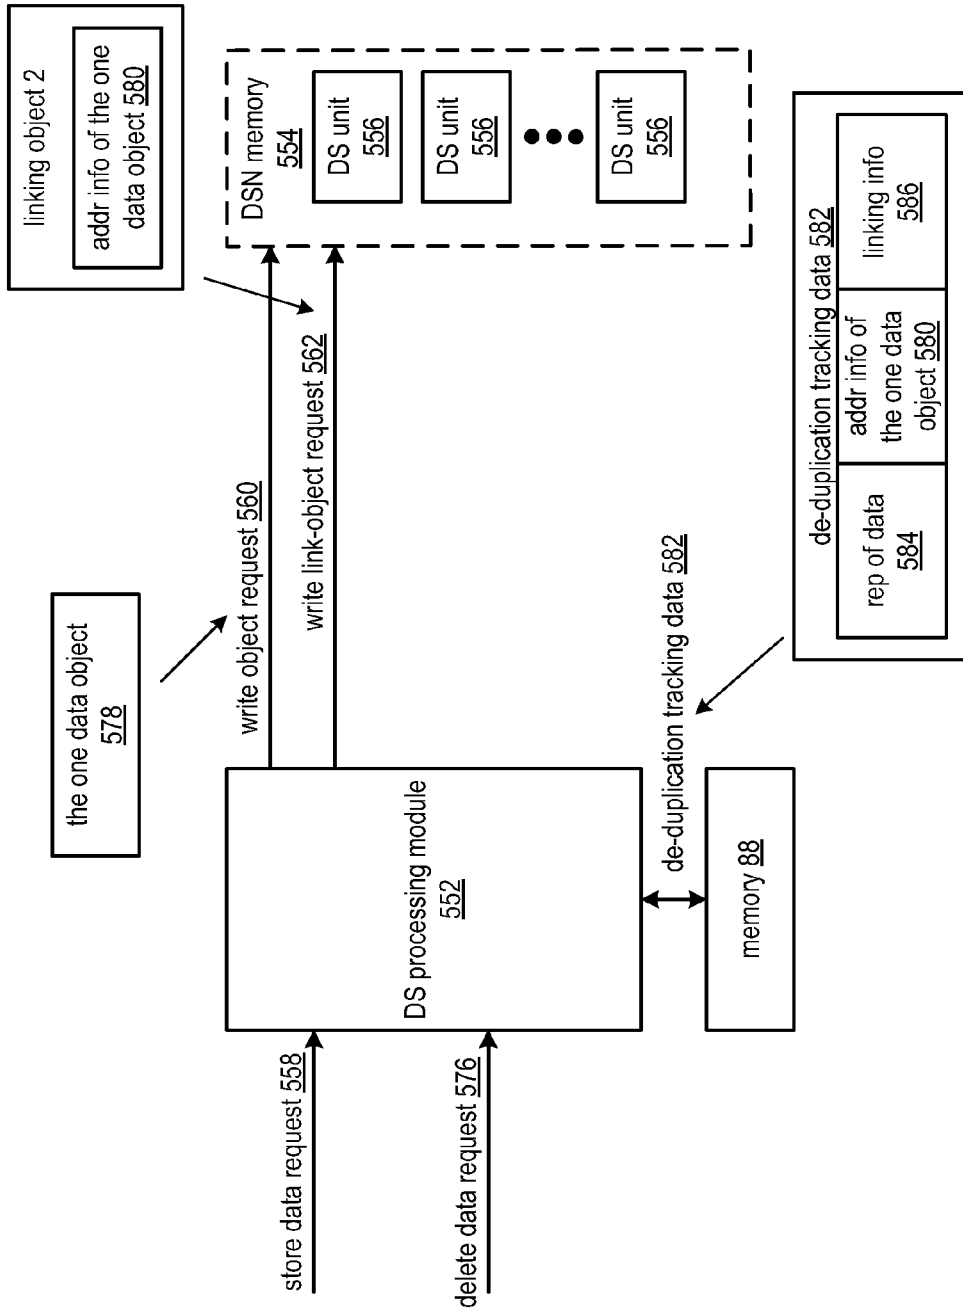 the one data object
578
linking object 2
addr info of the one
data object 580
write object request 560
write link-object request 562
DSN memory
554
DS unit
556
DS unit
556
DS unit
556
store data request 558
delete data request 576
DS processing module
552
memory 88
de-duplication tracking data 582
de-duplication tracking data 582
rep of data
584
addr info of
the one data
object 580
linking info
586